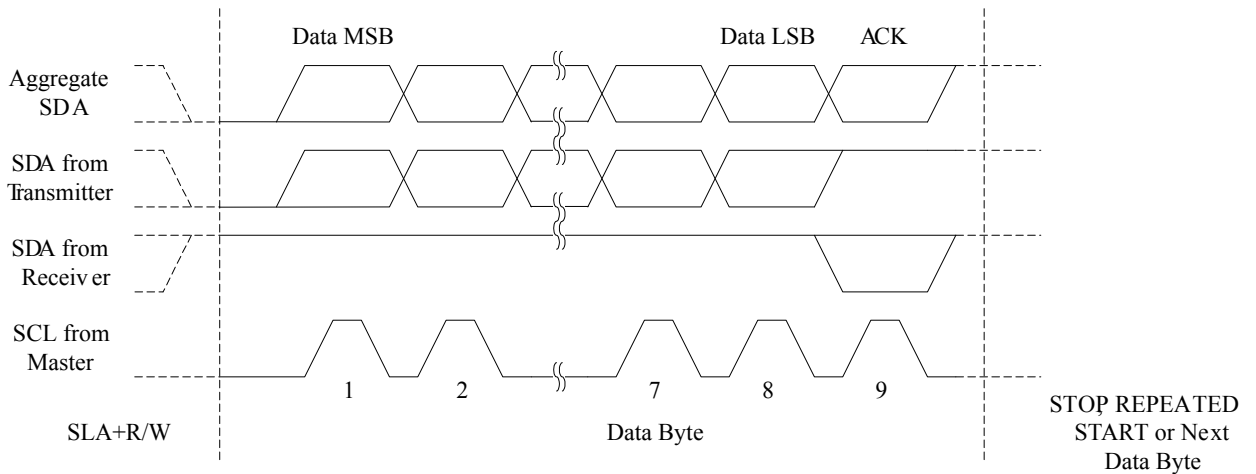 Data MSB
Data LSB
ACK
Aggregate
SDA
SDA from
Transmitter
SDA from
Receiver
SCL from
Master
1
2
7
8
9
SLA+R/W
Data Byte
STOP, REPEATED
START or Next
Data Byte